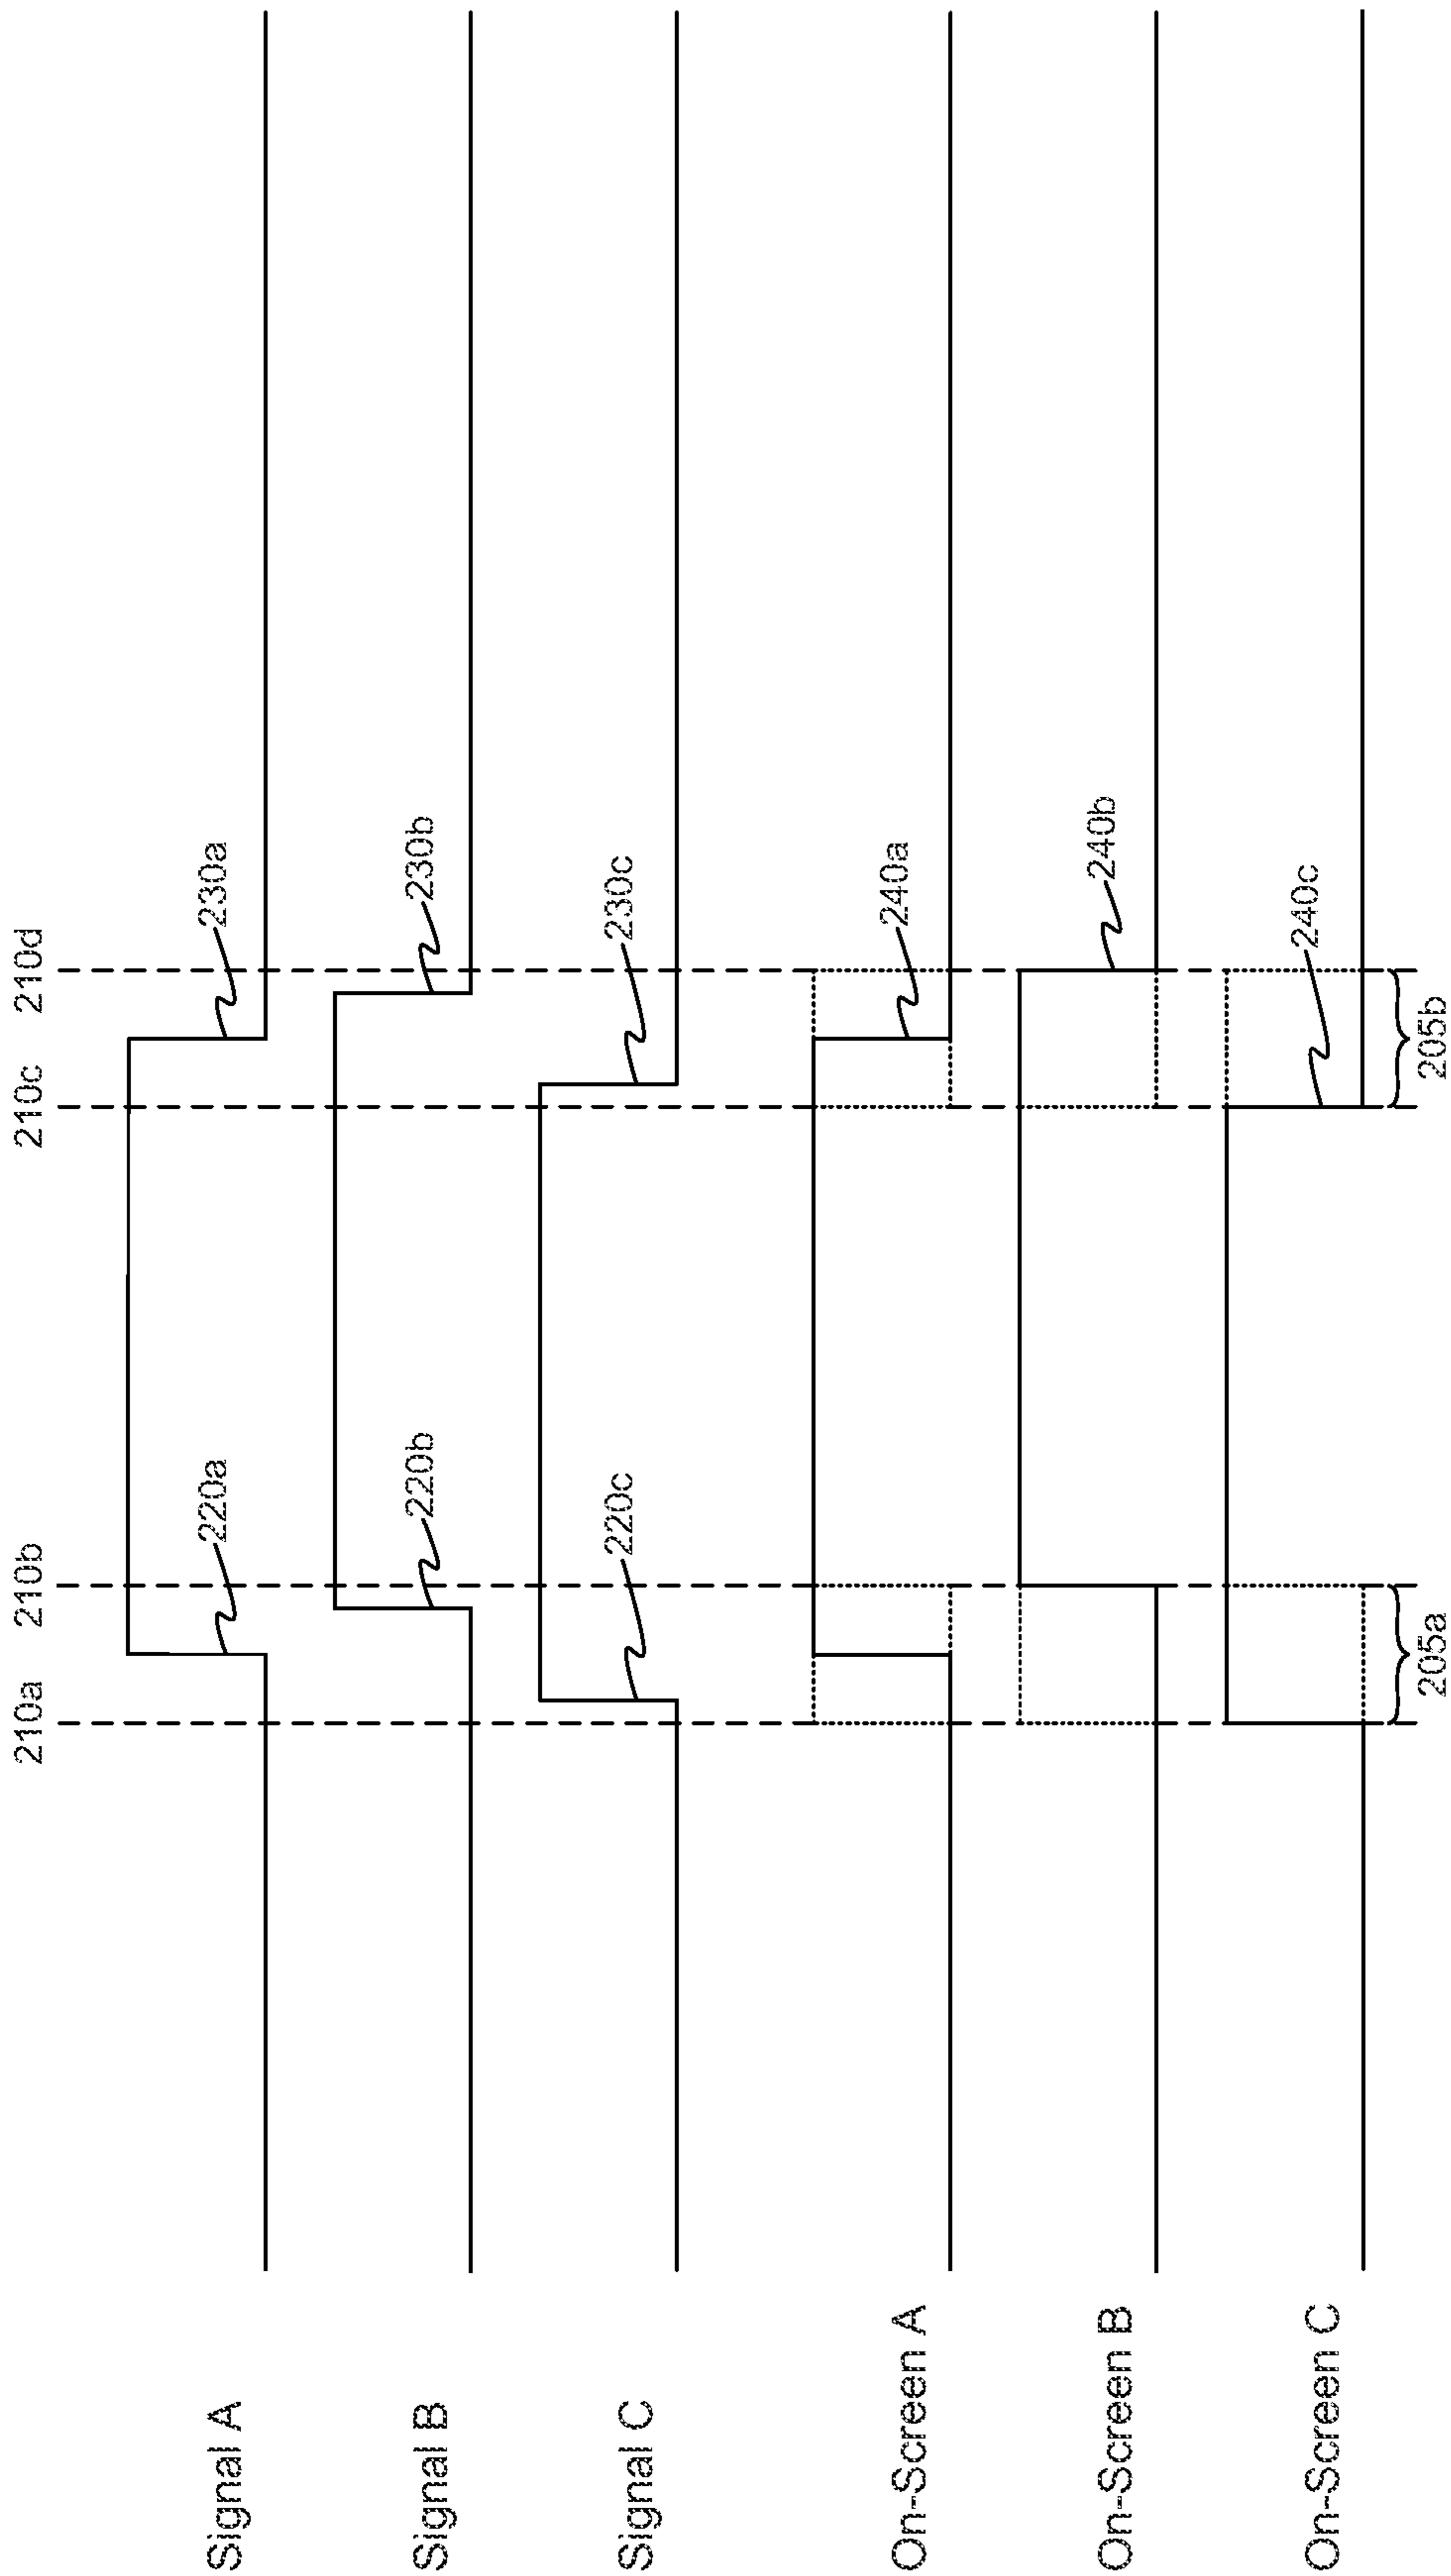 210a 210b 210c 210d
Signal A 220a 230a
Signal B 220b 230b
Signal C 220c 230c
On-Screen A 240a
On-Screen B 240b
On-Screen C 240c
205a 205b